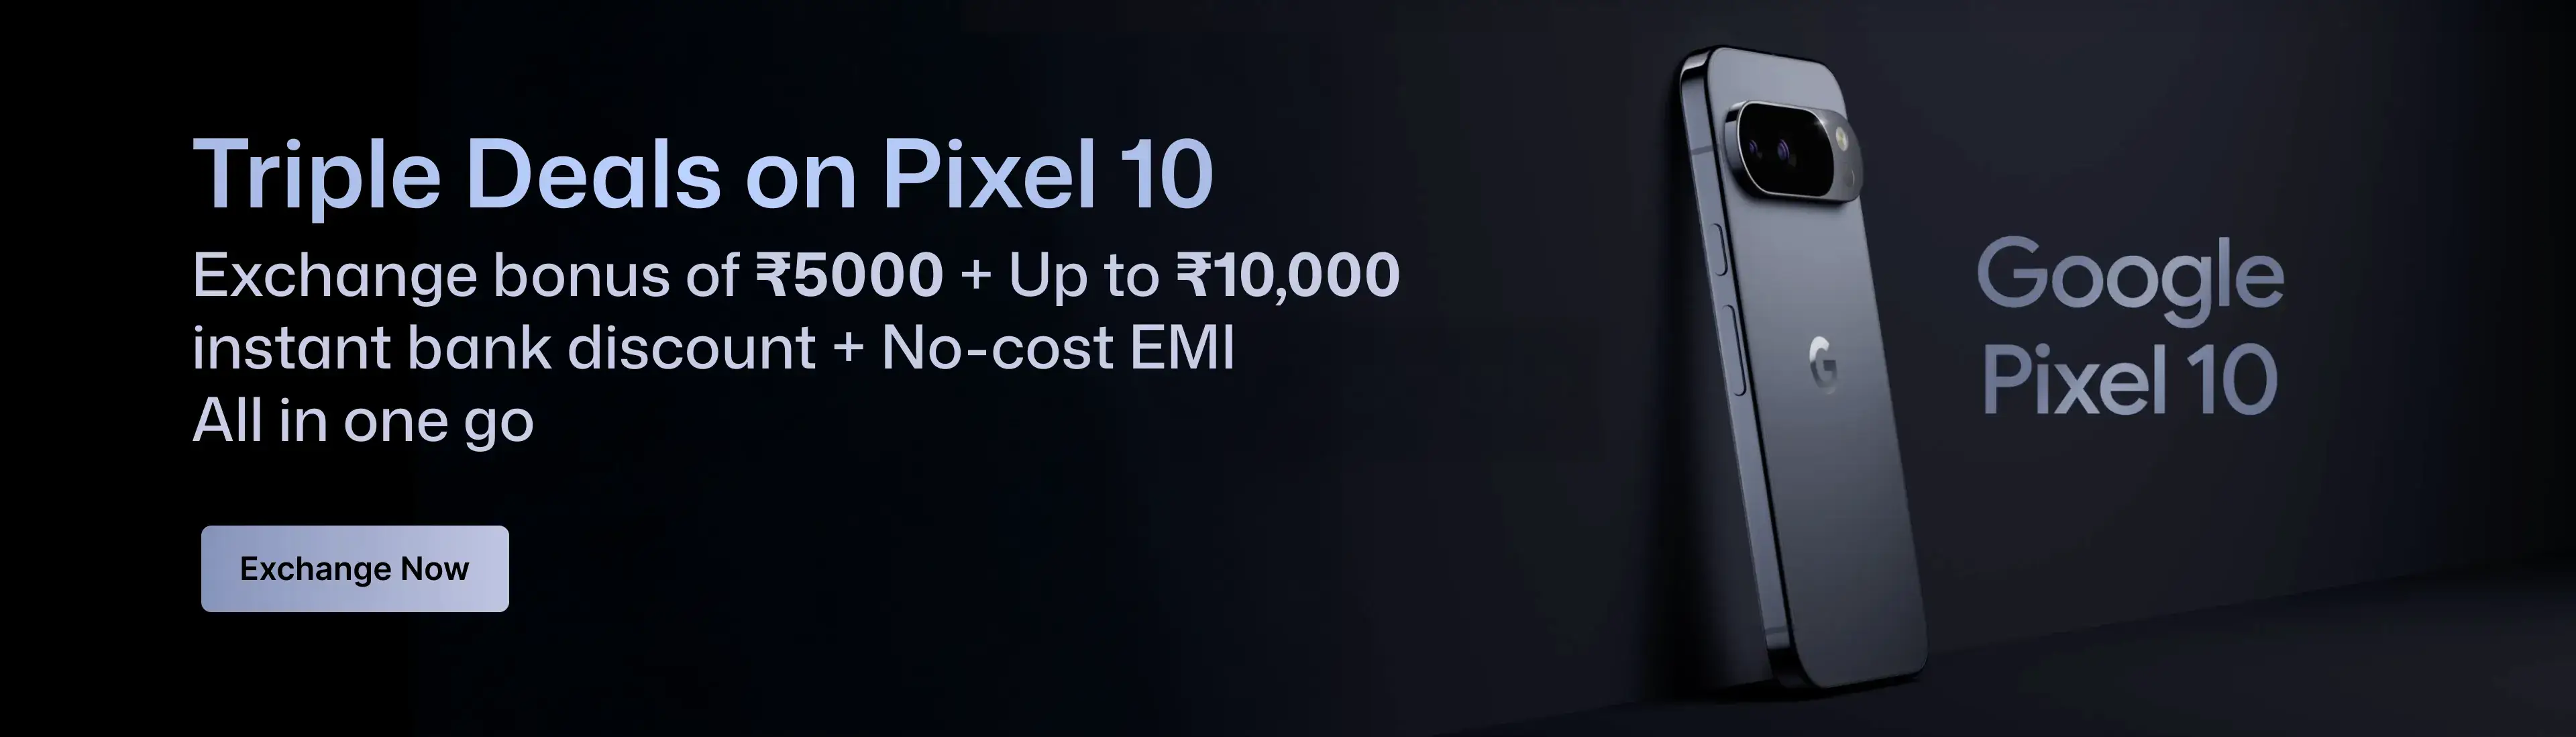 Triple Deals on Pixel 10
Exchange bonus of ₹5000 + Up to ₹10,000
instant bank discount + No-cost EMI
All in one go
Exchange Now
G
Google
Pixel 10